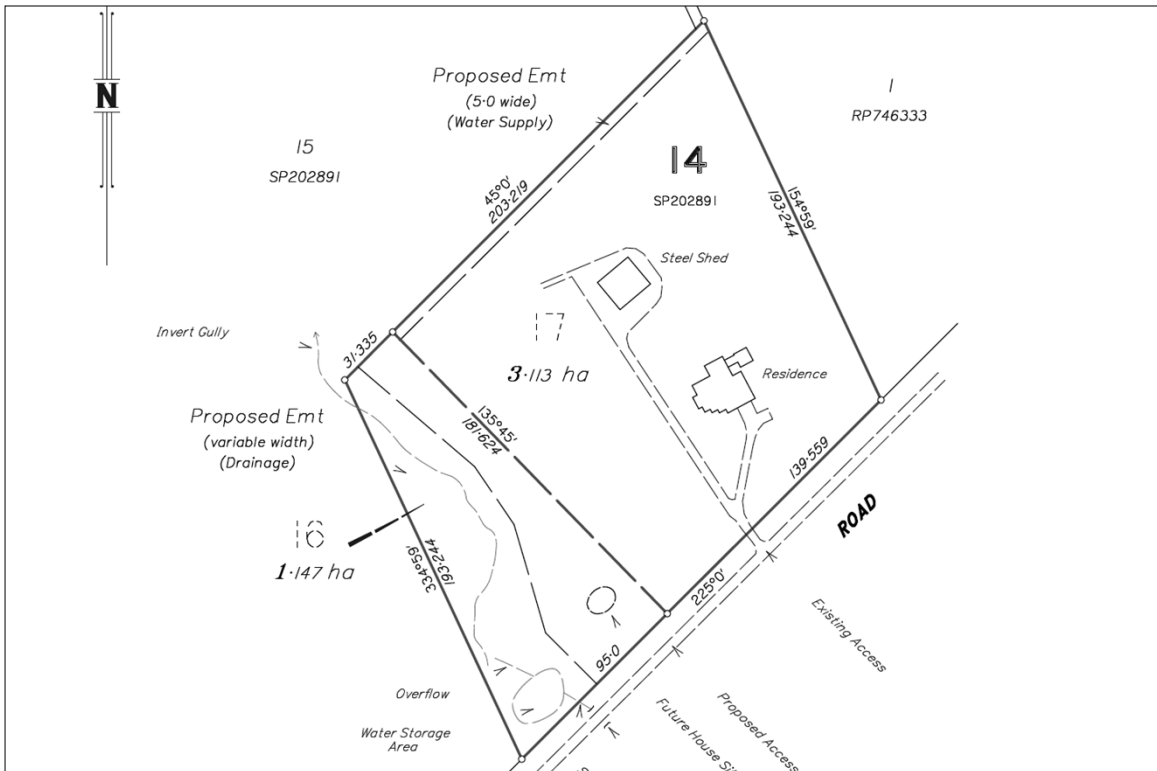 N
Proposed Emt
(5·0 wide)
(Water Supply)
1
RP746333
15
SP202891
14
SP202891
45°0'
203·219
154°59'
193·244
Steel Shed
Invert Gully
31·335
17
3·113 ha
Residence
Proposed Emt
(variable width)
(Drainage)
135°45'
181·624
139·559
ROAD
16
1·147 ha
334°59'
193·244
225°0'
Existing Access
95·0
Overflow
Water Storage
Area
Proposed Access
Future House